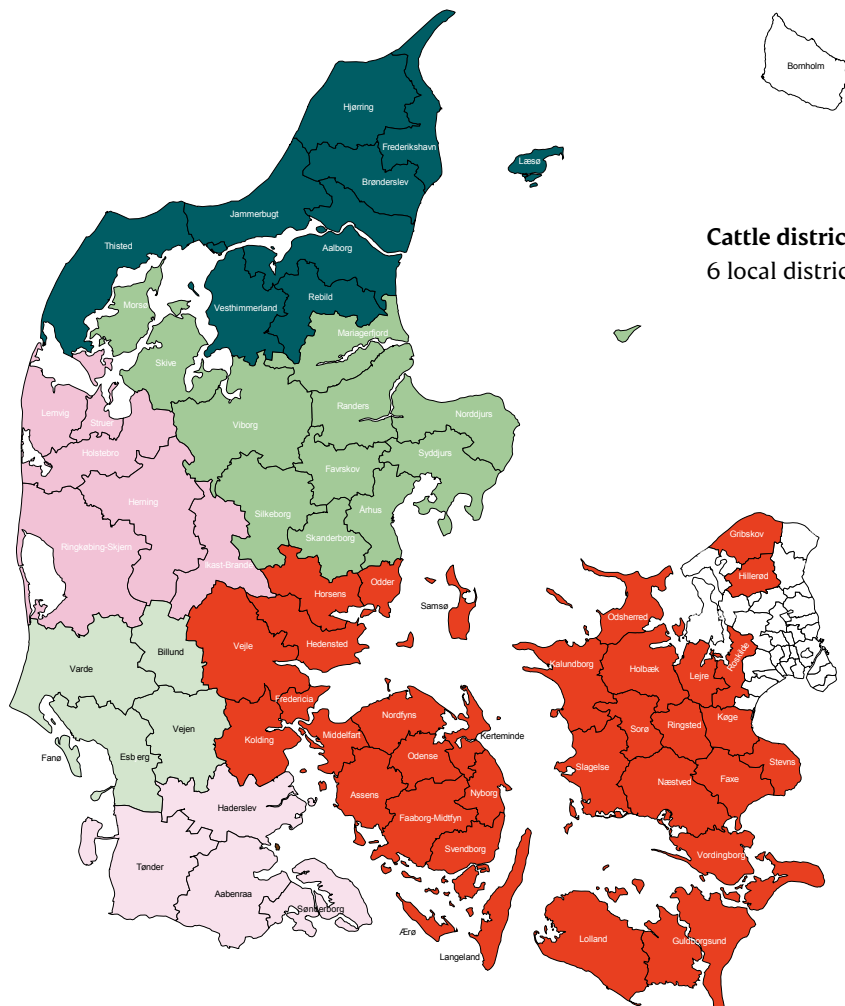 Bornholm
Hjørring
Frederikshavn
Læsø
Brønderslev
Jammerbugt
Cattle distric
6 local distric
Thisted
Aalborg
Rebild
Vesthimmerland
Morsø
Mariagerfjord
Skive
Lemvig
Struer
Randers
Norddjurs
Viborg
Holstebro
Syddjurs
Favrskov
Herning
Silkeborg
Århus
Skanderborg
Gribskov
Ringkøbing-Skjern
Ikast-Brande
Hillerød
Odder
Horsens
Samsø
Odsherred
Hedensted
Vejle
Billund
Varde
Kalundborg
Holbæk
Lejre
Roskilde
Fredericia
Nordfyns
Vejen
Kolding
Middelfart
Kerteminde
Sorø
Ringsted
Køge
Odense
Fanø
Esb erg
Slagelse
Stevns
Næstved
Faxe
Assens
Nyborg
Haderslev
Faaborg-Midtfyn
Svendborg
Vordingborg
Tønder
Aabenraa
Sønderborg
Ærø
Langeland
Lolland
Guldborgsund